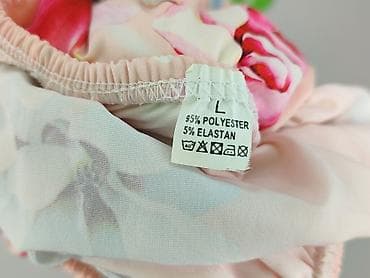 L
95% POLYESTER
5% ELASTAN